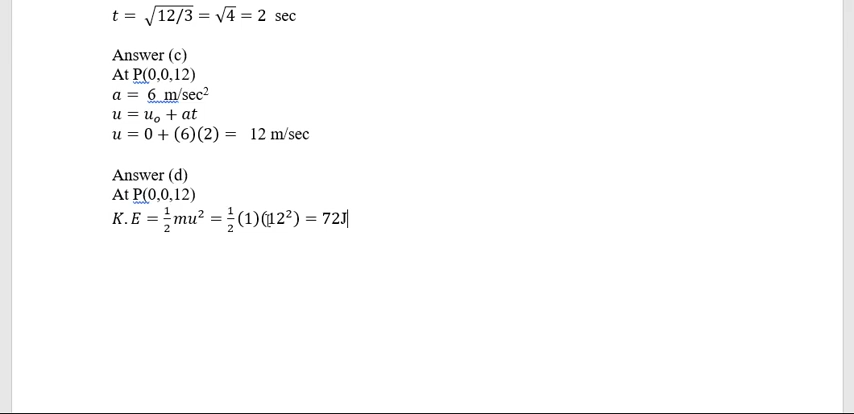 t = √12/3 = √4 = 2 sec
Answer (c)
At P(0,0,12)
a = 6 m/sec²
u = uₒ + at
u = 0 + (6)(2) = 12 m/sec
Answer (d)
At P(0,0,12)
K.E = ½mu² = ½(1)(12²) = 72J